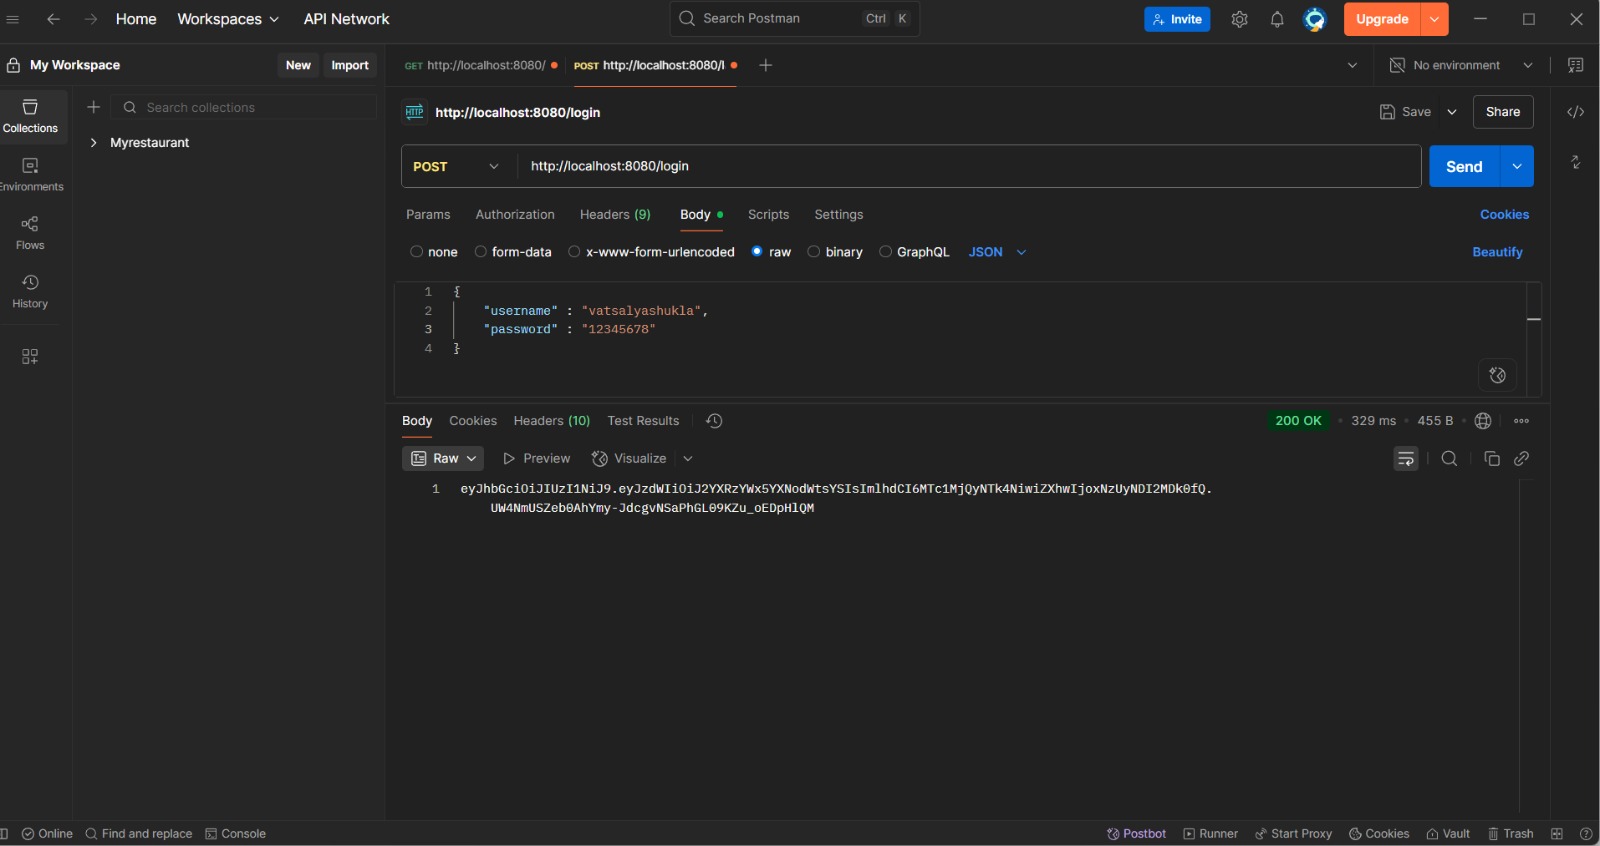 Home Workspaces API Network Search Postman Ctrl K Invite Upgrade
My Workspace New Import GET http://localhost:8080/ POST http://localhost:8080/l No environment
Search collections
Collections
Myrestaurant
Environments
Flows
History
HTTP http://localhost:8080/login Save Share
POST http://localhost:8080/login Send
Params Authorization Headers (9) Body Scripts Settings Cookies
none form-data x-www-form-urlencoded raw binary GraphQL JSON Beautify
1 {
2 "username" : "vatsalyashukla",
3 "password" : "12345678"
4 }
Body Cookies Headers (10) Test Results 200 OK 329 ms 455 B
Raw Preview Visualize
1 eyJhbGciOiJIUzI1NiJ9.eyJzdWIiOiJ2YXRzYWx5YXNodWtsYSIsImlhdCI6MTc1MjQyNTk4NiwiZXhwIjoxNzUyNDI2MDk0fQ.
UW4NmUSZeb0AhYmy-JdcgvNSaPhGL09KZu_oEDpHlQM
Online Find and replace Console Postbot Runner Start Proxy Cookies Vault Trash